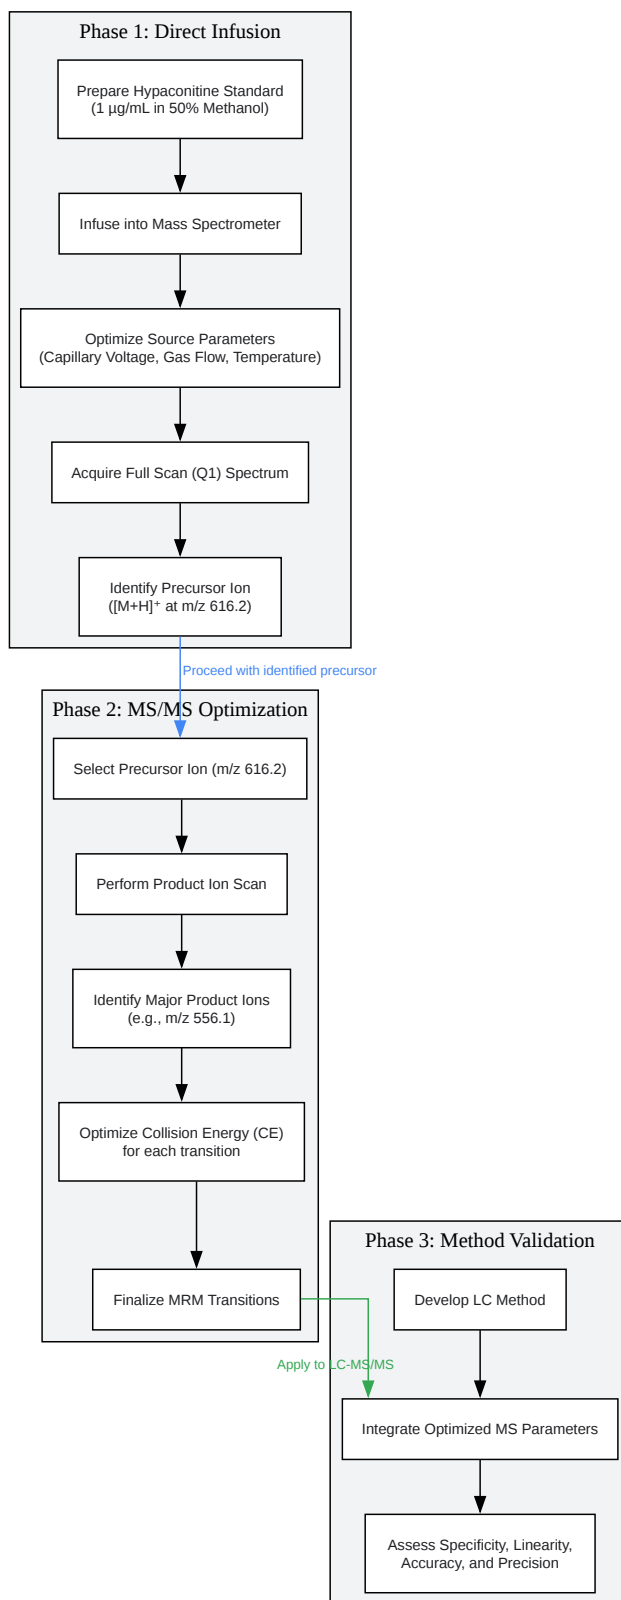 Phase 1: Direct Infusion
Prepare Hypaconitine Standard
(1 µg/mL in 50% Methanol)
Infuse into Mass Spectrometer
Optimize Source Parameters
(Capillary Voltage, Gas Flow, Temperature)
Acquire Full Scan (Q1) Spectrum
Identify Precursor Ion
([M+H]⁺ at m/z 616.2)
Proceed with identified precursor
Phase 2: MS/MS Optimization
Select Precursor Ion (m/z 616.2)
Perform Product Ion Scan
Identify Major Product Ions
(e.g., m/z 556.1)
Optimize Collision Energy (CE)
for each transition
Finalize MRM Transitions
Apply to LC-MS/MS
Phase 3: Method Validation
Develop LC Method
Integrate Optimized MS Parameters
Assess Specificity, Linearity,
Accuracy, and Precision